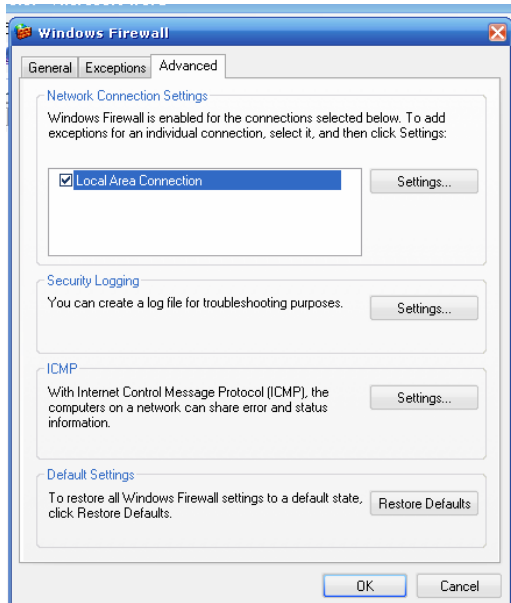 Windows Firewall
General Exceptions Advanced
Network Connection Settings
Windows Firewall is enabled for the connections selected
below. To add
exceptions for an individual connection, select it, and then click Settings:
Local Area Connection
Settings...
Security Logging
You can create a log file for troubleshooting purposes.
Settings...
ICMP
With Internet Control Message Protocol (ICMP), the
computers on a network can share error and status
information.
Settings...
Default Settings
To restore all Windows Firewall settings to a default state,
click Restore Defaults.
Restore Defaults
OK Cancel